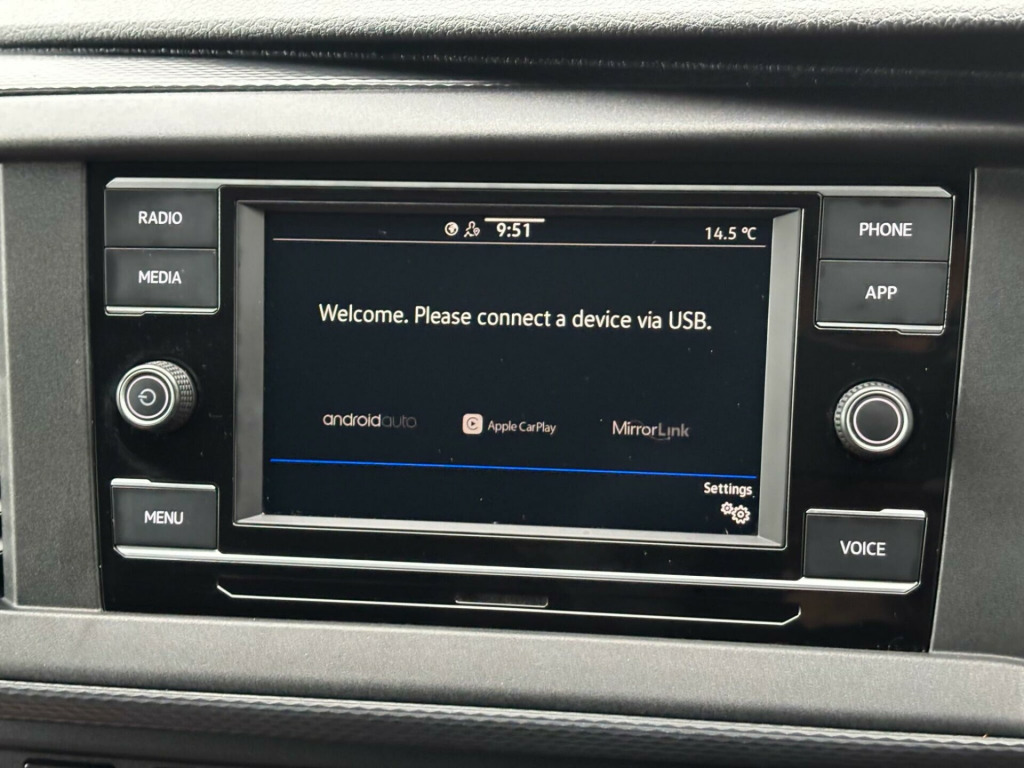 RADIO
MEDIA
MENU
9:51
14.5 °C
Welcome. Please connect a device via USB.
androidauto
Apple CarPlay
MirrorLink
Settings
PHONE
APP
VOICE